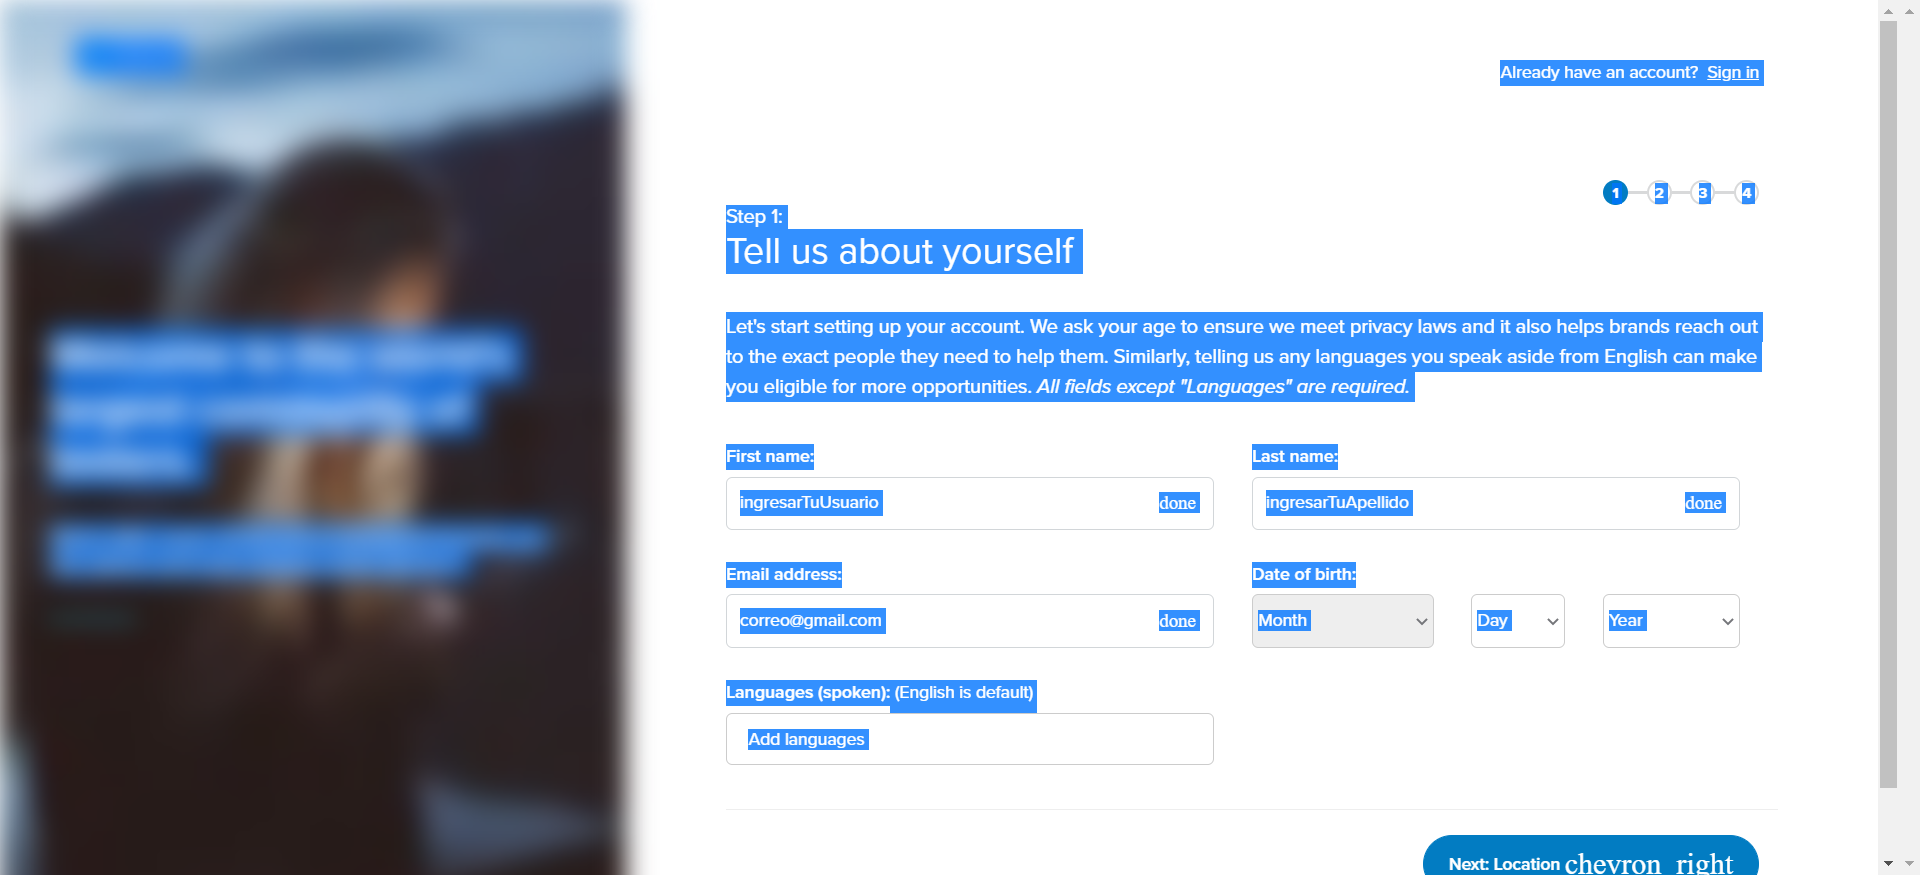 Already have an account? Sign in
1 2 3 4
Step 1:
Tell us about yourself
Let's start setting up your account. We ask your age to ensure we meet privacy laws and it also helps brands reach out
to the exact people they need to help them. Similarly, telling us any languages you speak aside from English can make
you eligible for more opportunities. All fields except "Languages" are required.
First name:
Last name:
ingresarTuUsuario done
ingresarTuApellido done
Email address:
Date of birth:
correo@gmail.com done
Month Day Year
Languages (spoken): (English is default)
Add languages
Next: Location chevron_right